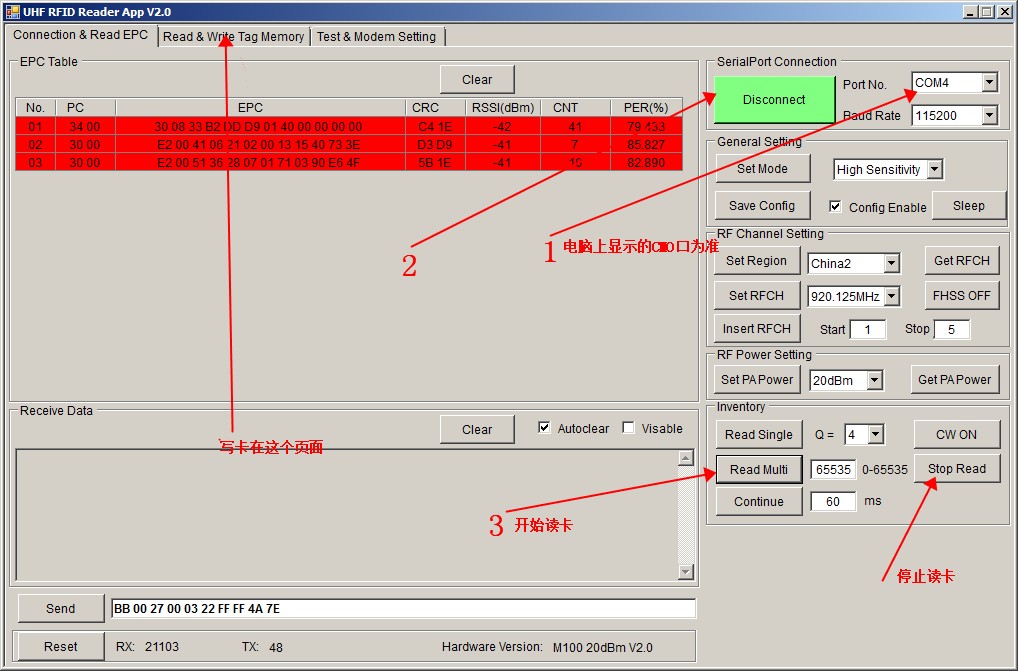 UHF RFID Reader App V2.0
Connection & Read EPC
Read & Write Tag Memory
Test & Modem Setting
EPC Table
Clear
No. PC EPC CRC RSSI(dBm) CNT PER(%)
01 34 00 30 08 33 B2 DD D9 01 40 00 00 00 00 C4 1E -42 41 79.433
02 30 00 E2 00 41 06 21 02 00 13 15 40 73 3E D3 D9 -41 7 85.827
03 30 00 E2 00 51 36 28 07 01 71 03 90 E6 4F 5B 1E -41 82.890
2
1 电脑上显示的CMO口为准
写卡在这个页面
SerialPort Connection
Disconnect
Port No. COM4
Baud Rate 115200
General Setting
Set Mode High Sensitivity
Save Config Config Enable Sleep
RF Channel Setting
Set Region China2 Get RFCH
Set RFCH 920.125MHz FHSS OFF
Insert RFCH Start 1 Stop 5
RF Power Setting
Set PA Power 20dBm Get PA Power
Inventory
Read Single Q = 4 CW ON
Read Multi 65535 0-65535 Stop Read
Continue 60 ms
停止读卡
Receive Data
Clear Autoclear Visable
3 开始读卡
Send BB 00 27 00 03 22 FF FF 4A 7E
Reset RX: 21103 TX: 48 Hardware Version: M100 20dBm V2.0